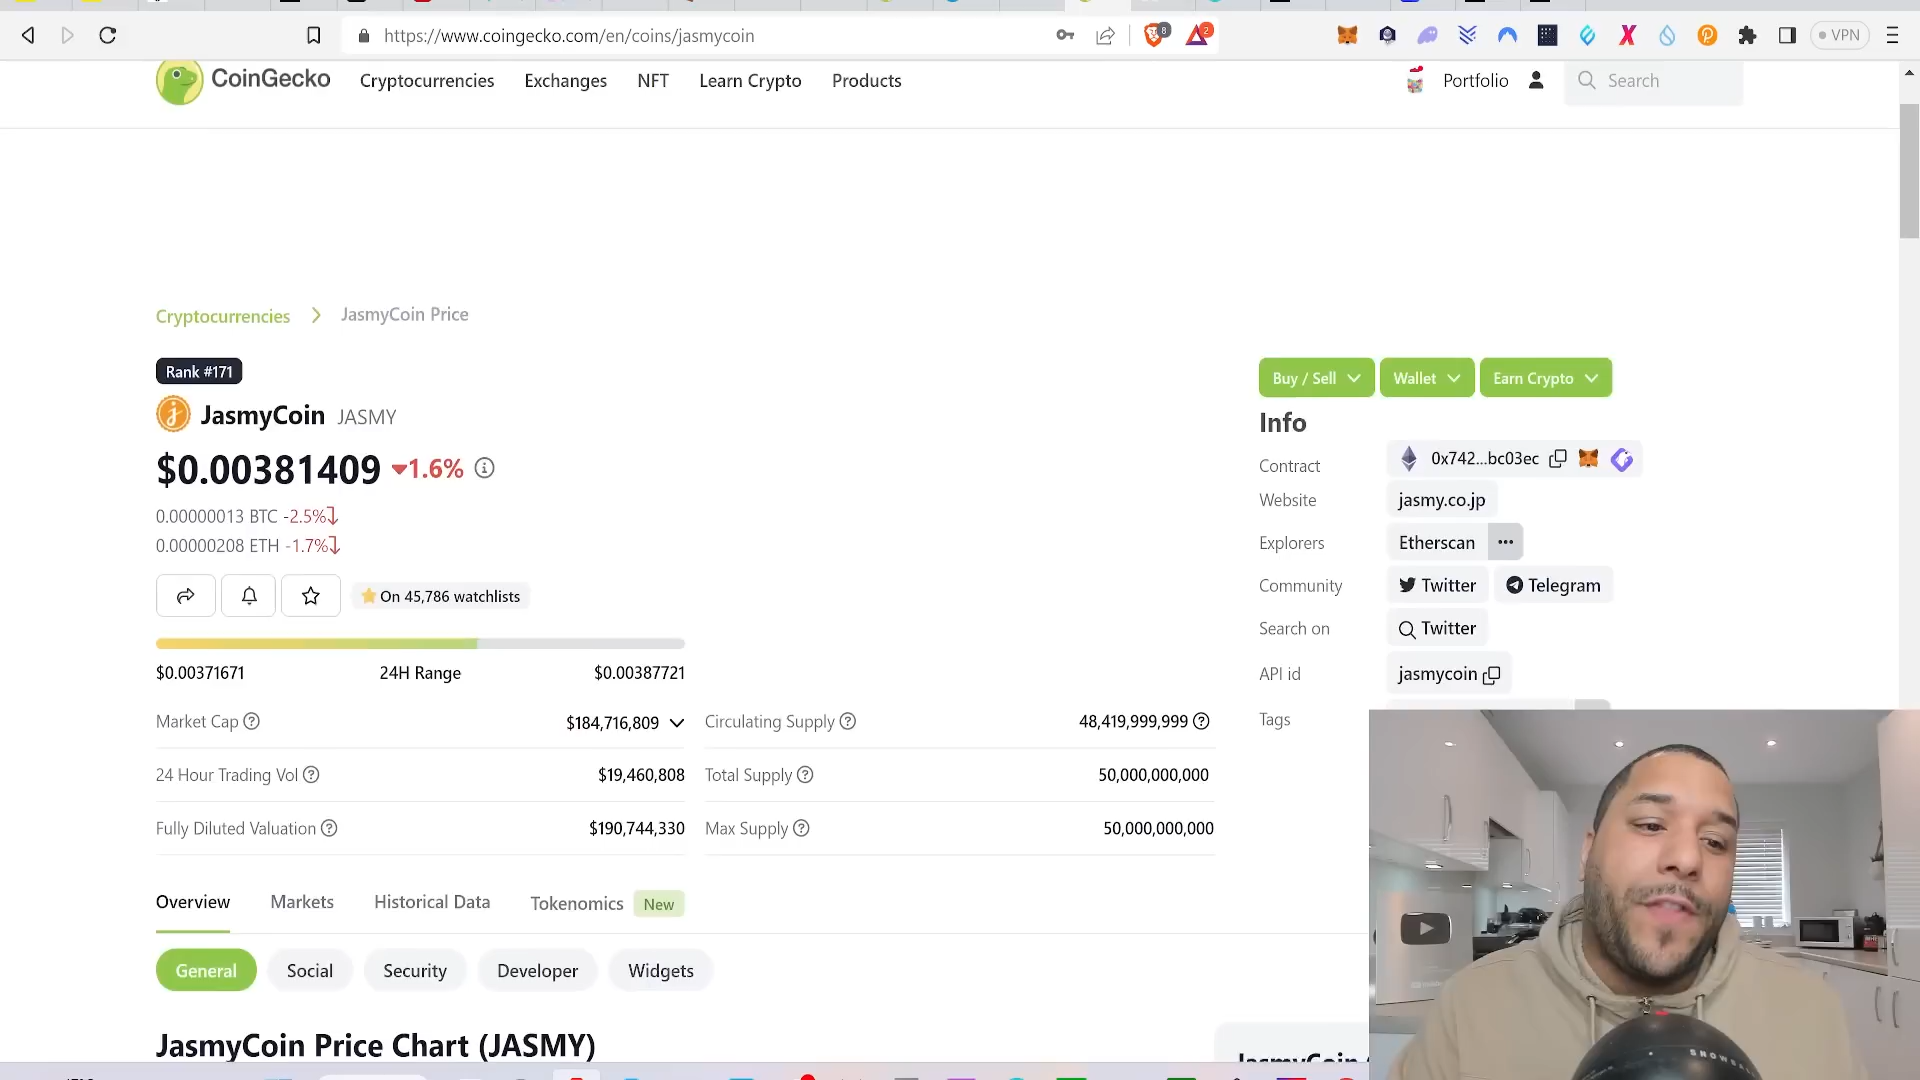 https://www.coingecko.com/en/coins/jasmycoin
8
2
VPN
CoinGecko
Cryptocurrencies
Exchanges
NFT
Learn Crypto
Products
Portfolio
Search
Cryptocurrencies
JasmyCoin Price
Rank #171
JasmyCoin JASMY
$0.00381409 1.6%
0.00000013 BTC -2.5%
0.00000208 ETH -1.7%
On 45,786 watchlists
$0.00371671 24H Range $0.00387721
Market Cap $184,716,809
24 Hour Trading Vol $19,460,808
Fully Diluted Valuation $190,744,330
Circulating Supply 48,419,999,999
Total Supply 50,000,000,000
Max Supply 50,000,000,000
Buy / Sell
Wallet
Earn Crypto
Info
Contract 0x742...bc03ec
Website jasmy.co.jp
Explorers Etherscan
Community Twitter Telegram
Search on Twitter
API id jasmycoin
Tags
Overview
Markets
Historical Data
Tokenomics New
General
Social
Security
Developer
Widgets
JasmyCoin Price Chart (JASMY)
JasmyCoin